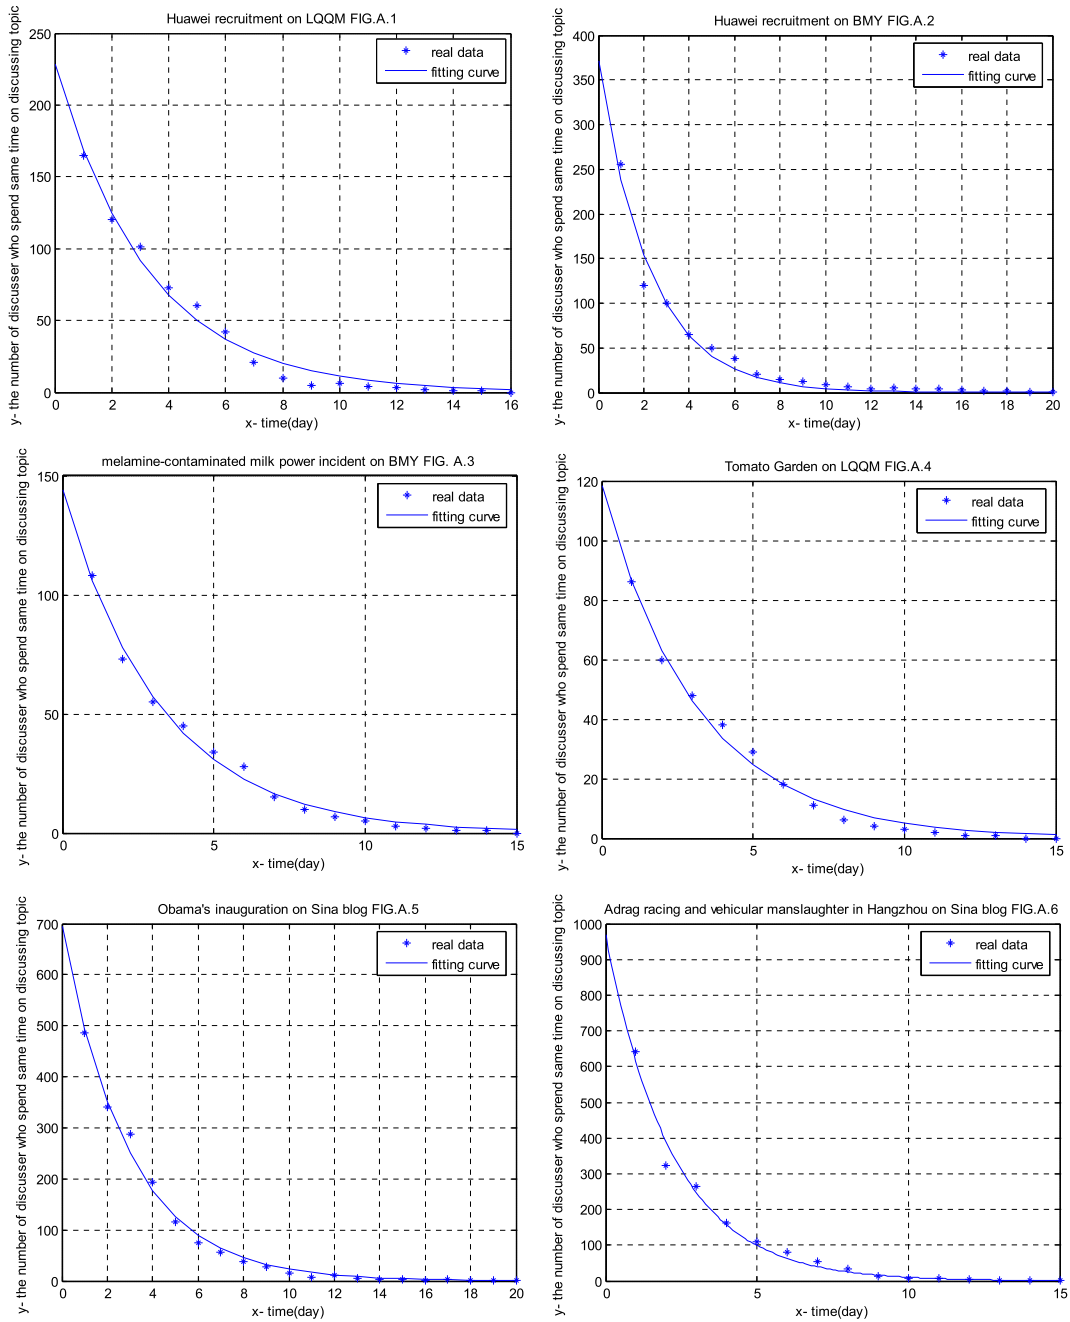 Huawei recruitment on LQQM FIG.A.1
y- the number of discusser who spend same time on discussing topic
250
200
150
100
50
0
real data
fitting curve
0 2 4 6 8 10 12 14 16
x- time(day)
Huawei recruitment on BMY FIG.A.2
y- the number of discusser who spend same time on discussing topic
400
350
300
250
200
150
100
50
0
real data
fitting curve
0 2 4 6 8 10 12 14 16 18 20
x- time(day)
melamine-contaminated milk power incident on BMY FIG. A.3
y- the number of discusser who spend same time on discussing topic
150
100
50
0
real data
fitting curve
0 5 10 15
x- time(day)
Tomato Garden on LQQM FIG.A.4
y- the number of discusser who spend same time on discussing topic
120
100
80
60
40
20
0
real data
fitting curve
0 5 10 15
x- time(day)
Obama's inauguration on Sina blog FIG.A.5
y- the number of discusser who spend same time on discussing topic
700
600
500
400
300
200
100
0
real data
fitting curve
0 2 4 6 8 10 12 14 16 18 20
x- time(day)
Adrag racing and vehicular manslaughter in Hangzhou on Sina blog FIG.A.6
y- the number of discusser who sprend same time on discussing topic
1000
900
800
700
600
500
400
300
200
100
0
real data
fitting curve
0 5 10 15
x- time(day)